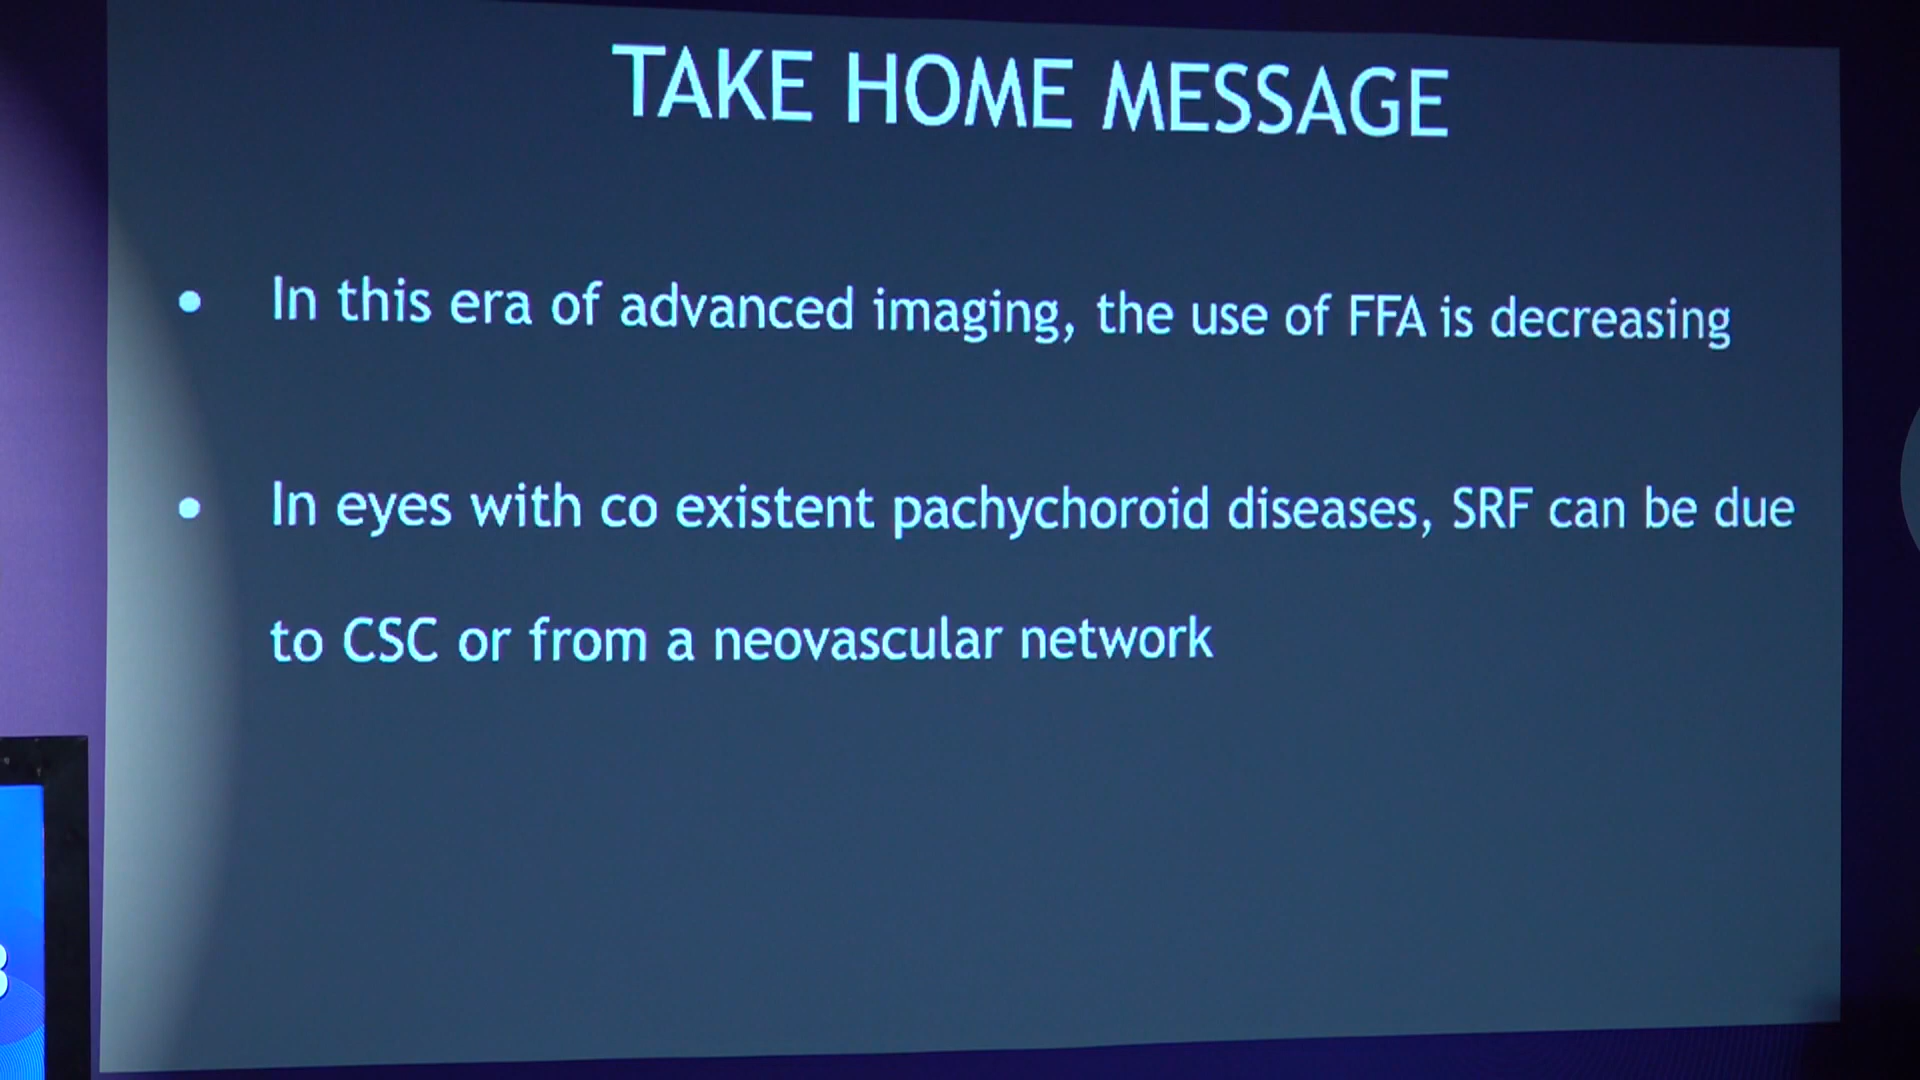 TAKE HOME MESSAGE
• In this era of advanced imaging, the use of FFA is decreasing
• In eyes with co existent pachychoroid diseases, SRF can be due
to CSC or from a neovascular network